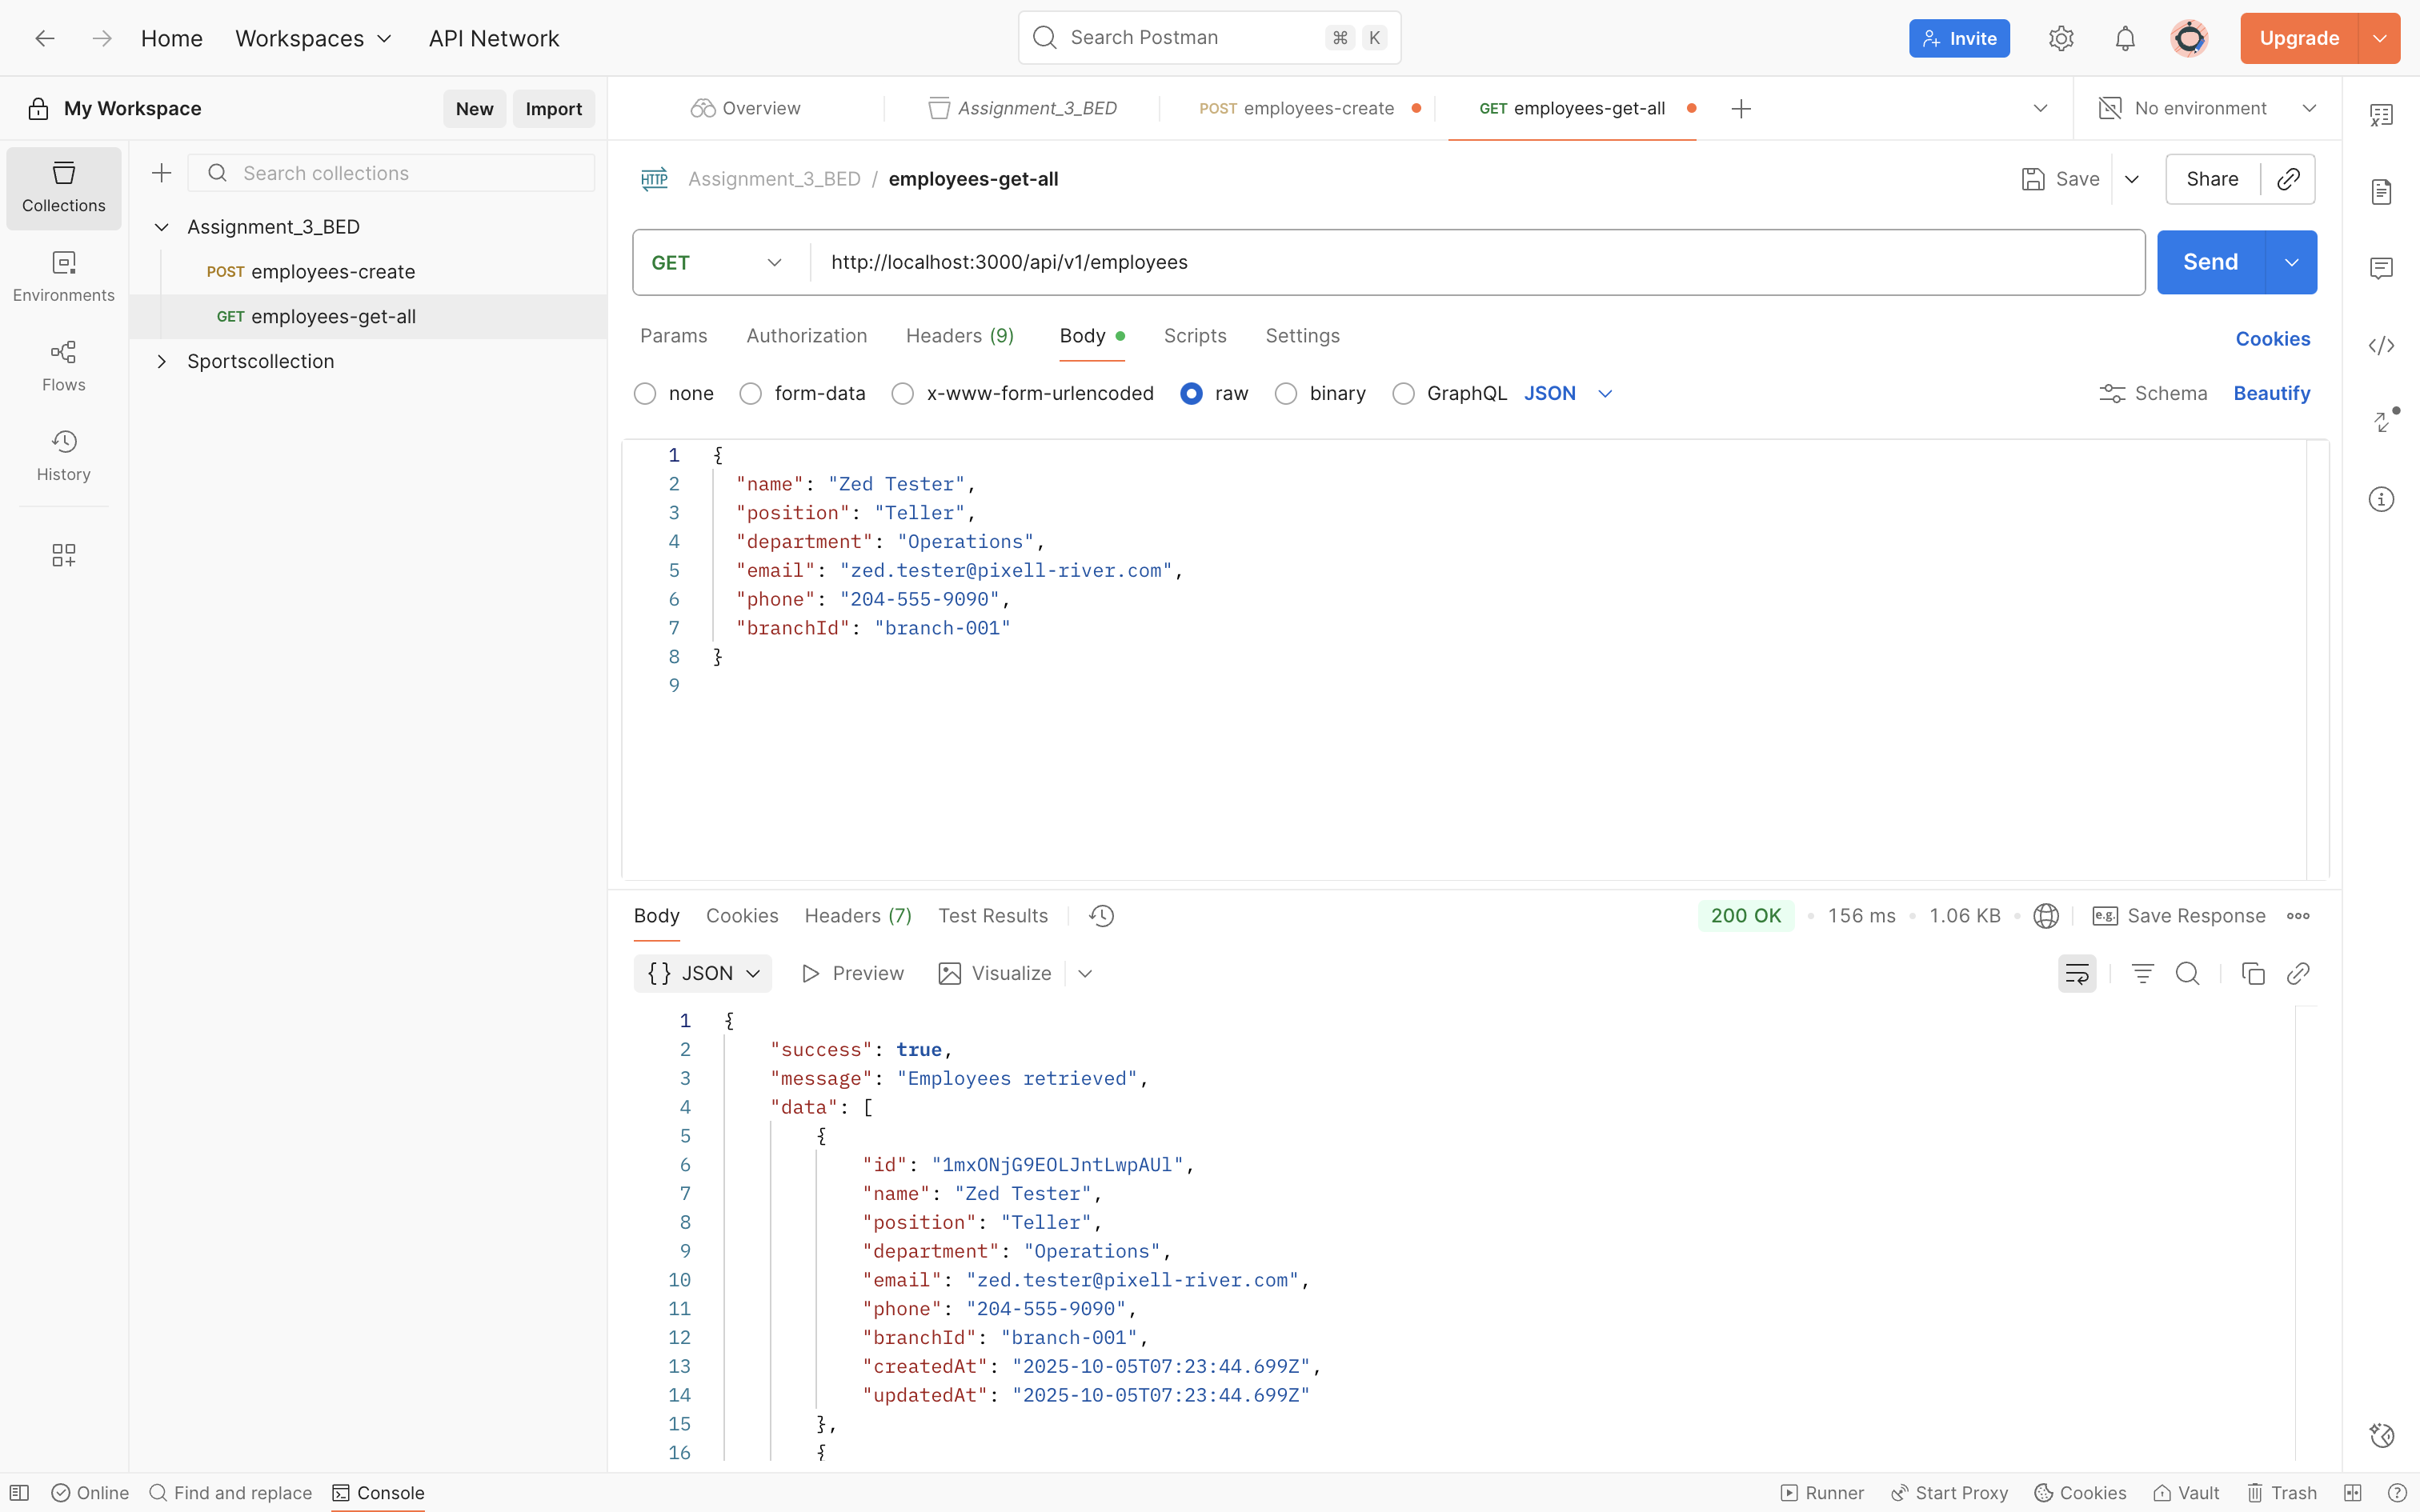 Home
Workspaces
API Network
Search Postman
⌘ K
Invite
Upgrade
My Workspace
New
Import
Overview
Assignment_3_BED
POST employees-create
GET employees-get-all
No environment
Collections
Environments
Flows
History
Search collections
Assignment_3_BED
POST employees-create
GET employees-get-all
Sportscollection
HTTP
Assignment_3_BED / employees-get-all
Save
Share
GET
http://localhost:3000/api/v1/employees
Send
Params
Authorization
Headers (9)
Body
Scripts
Settings
Cookies
none
form-data
x-www-form-urlencoded
raw
binary
GraphQL
JSON
Schema
Beautify
1 {
2 "name": "Zed Tester",
3 "position": "Teller",
4 "department": "Operations",
5 "email": "zed.tester@pixell-river.com",
6 "phone": "204-555-9090",
7 "branchId": "branch-001"
8 }
9
Body
Cookies
Headers (7)
Test Results
200 OK
156 ms
1.06 KB
e.g.
Save Response
{} JSON
Preview
Visualize
1 {
2 "success": true,
3 "message": "Employees retrieved",
4 "data": [
5 {
6 "id": "1mxONjG9EOLJntLwpAUl",
7 "name": "Zed Tester",
8 "position": "Teller",
9 "department": "Operations",
10 "email": "zed.tester@pixell-river.com",
11 "phone": "204-555-9090",
12 "branchId": "branch-001",
13 "createdAt": "2025-10-05T07:23:44.699Z",
14 "updatedAt": "2025-10-05T07:23:44.699Z"
15 },
16 {
Online
Find and replace
Console
Runner
Start Proxy
Cookies
Vault
Trash